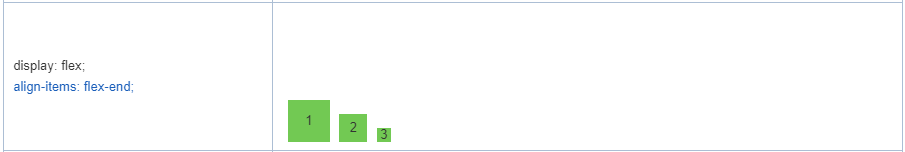 display: flex;
align-items: flex-end;
1 2 3